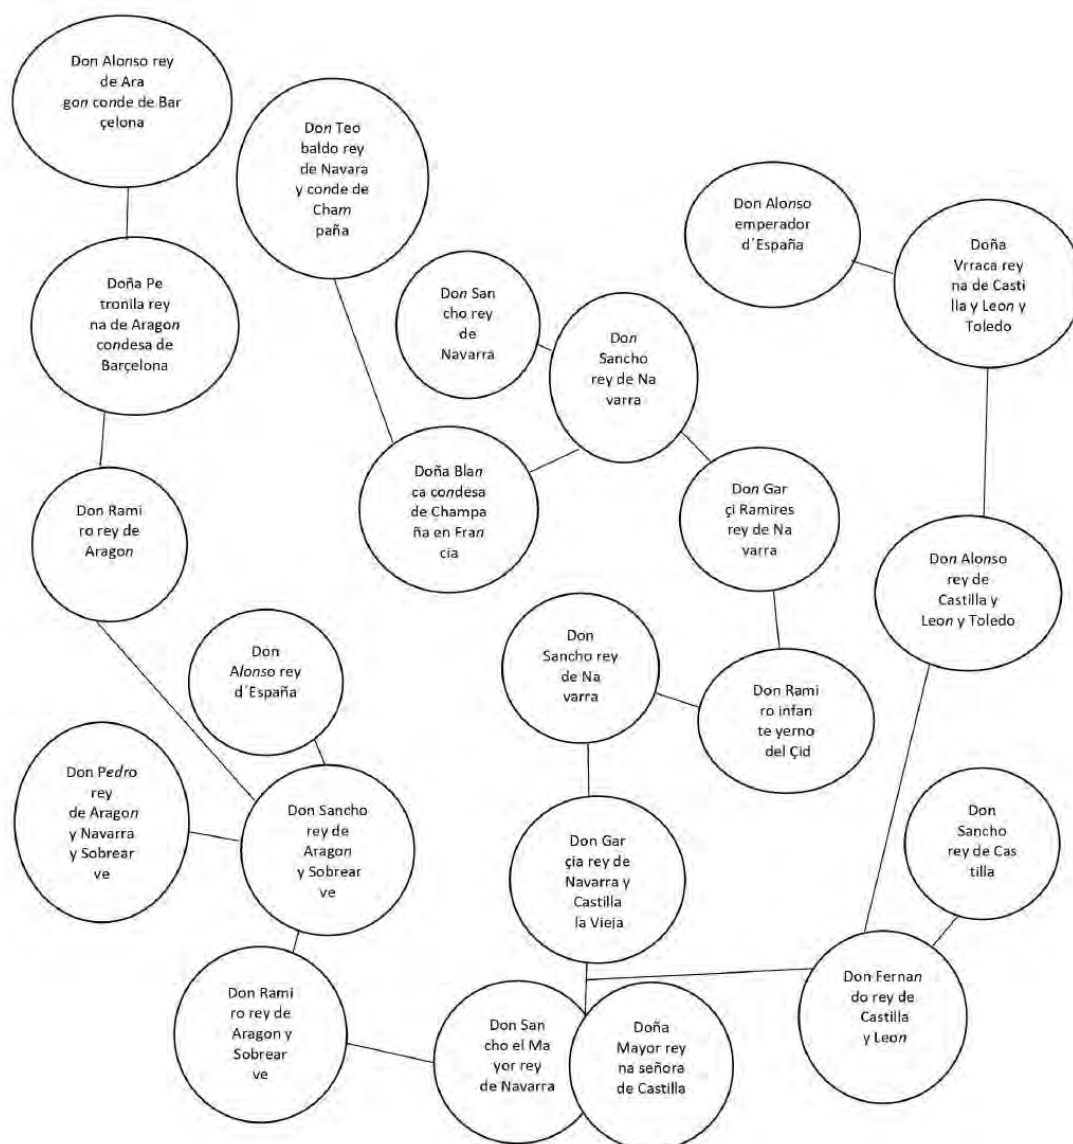 Don Alonso rey
de Ara
gon conde de Bar
çelona
Don Teo
baldo rey
de Navara
y conde de
Cham
paña
Don Alonso
emperador
d´España
Doña
Vrraca rey
na de Casti
lla y Leon y
Toledo
Doña Pe
tronila rey
na de Aragon
condesa de
Barçelona
Don San
cho rey
de
Navarra
Don
Sancho
rey de Na
varra
Doña Blan
ca condesa
de Champa
ña en Fran
cia
Don Gar
çi Ramires
rey de Na
varra
Don Rami
ro rey de
Aragon
Don Alonso
rey de
Castilla y
Leon y Toledo
Don
Alonso rey
d´España
Don
Sancho rey
de Na
varra
Don Rami
ro infan
te yerno
del Çid
Don Pedro
rey
de Aragon
y Navarra
y Sobrear
ve
Don Sancho
rey de
Aragon
y Sobrear
ve
Don Gar
çia rey de
Navarra y
Castilla
la Vieja
Don
Sancho
rey de Cas
tilla
Don Rami
ro rey de
Aragon y
Sobrear
ve
Don San
cho el Ma
yor rey
de Navarra
Doña
Mayor rey
na señora
de Castilla
Don Fernan
do rey de
Castilla
y Leon